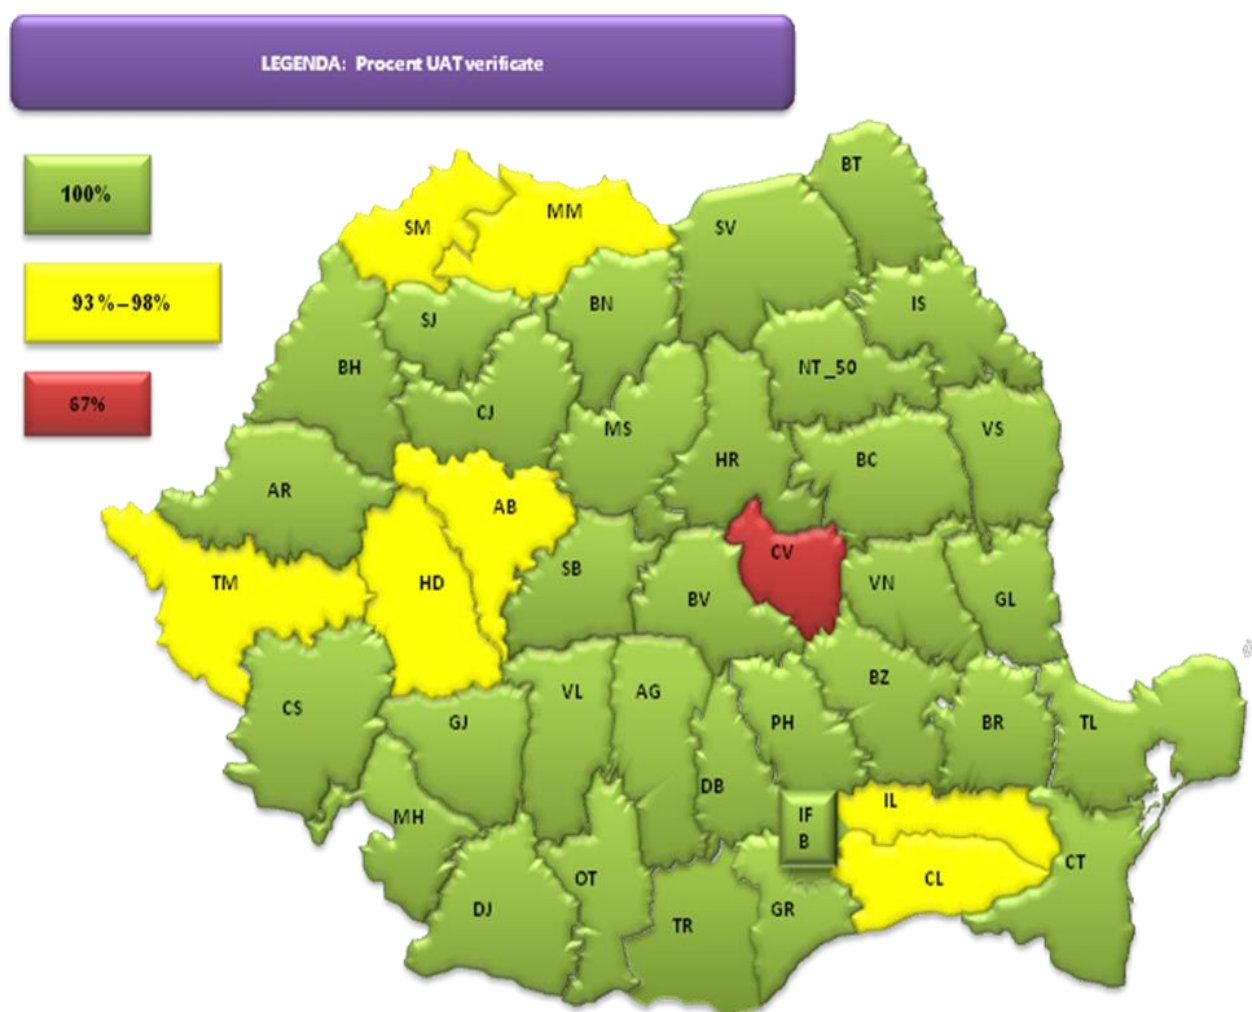 LEGENDA: Procent UAT verificate
100%
93 %–98%
67%
BT
SM
MM
SV
BN
IS
SJ
BH
NT_50
CJ
MS
VS
HR
BC
AR
AB
CV
TM
HD
SB
VN
BV
GL
BZ
CS
VL
AG
GJ
PH
BR
TL
DB
IL
MH
IF
B
CT
OT
CL
DJ
GR
TR